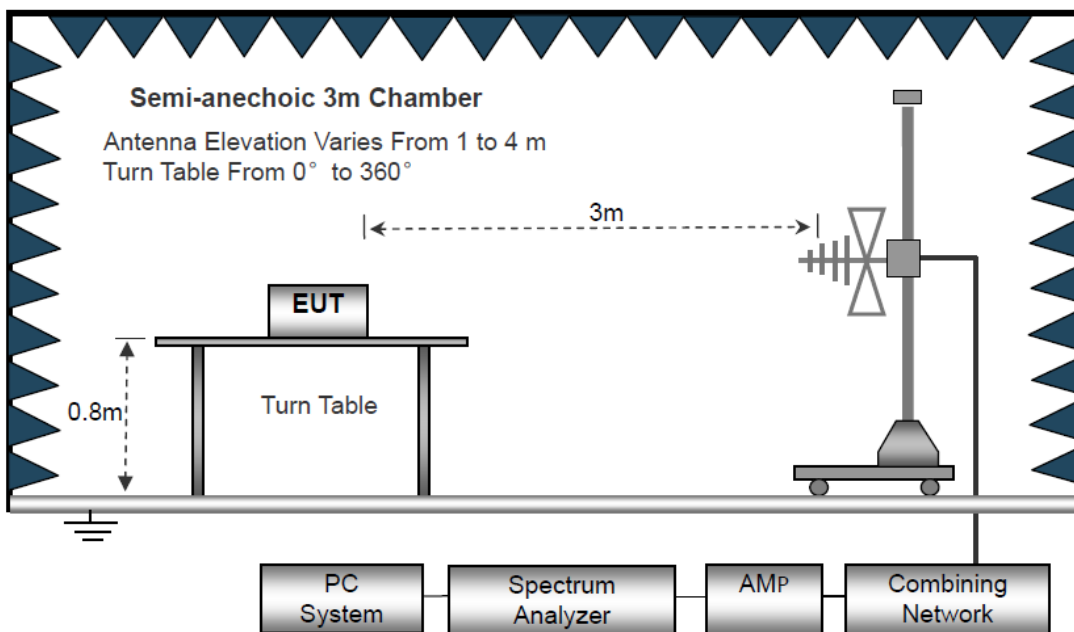 Semi-anechoic 3m Chamber
Antenna Elevation Varies From 1 to 4 m
Turn Table From 0° to 360°
3m
EUT
0.8m
Turn Table
PC
System
Spectrum
Analyzer
AMP
Combining
Network